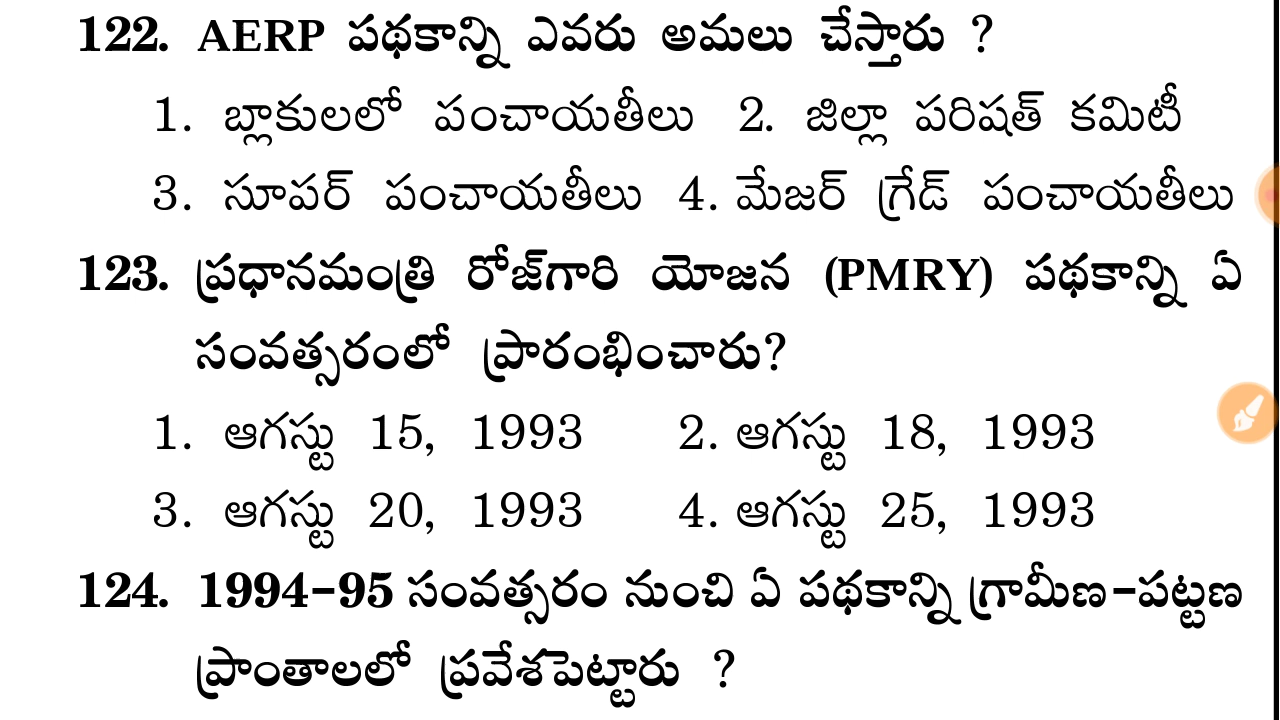 122. AERP పథకాన్ని ఎవరు అమలు చేస్తారు ?
1. బ్లాకులలో పంచాయతీలు 2. జిల్లా పరిషత్ కమిటీ
3. సూపర్ పంచాయతీలు 4. మేజర్ గ్రేడ్ పంచాయతీలు
123. ప్రధానమంత్రి రోజ్‌గారి యోజన (PMRY) పథకాన్ని ఏ
సంవత్సరంలో ప్రారంభించారు?
1. ఆగస్టు 15, 1993 2. ఆగస్టు 18, 1993
3. ఆగస్టు 20, 1993 4. ఆగస్టు 25, 1993
124. 1994-95 సంవత్సరం నుంచి ఏ పథకాన్ని గ్రామీణ-పట్టణ
ప్రాంతాలలో ప్రవేశపెట్టారు ?